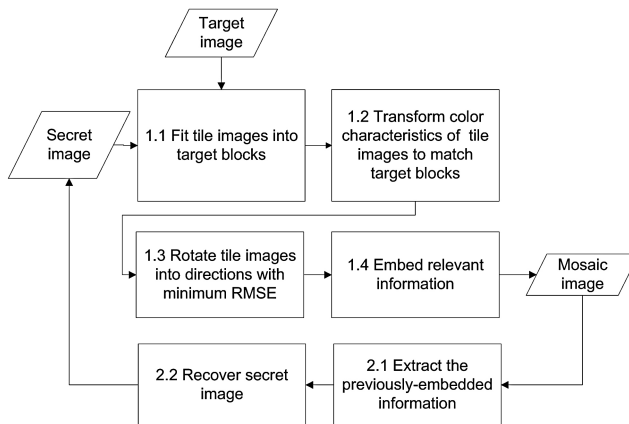 Target
image
Secret
image
1.1 Fit tile images into
target blocks
1.2 Transform color
characteristics of tile
images to match
target blocks
1.3 Rotate tile images
into directions with
minimum RMSE
1.4 Embed relevant
information
Mosaic
image
2.2 Recover secret
image
2.1 Extract the
previously-embedded
information